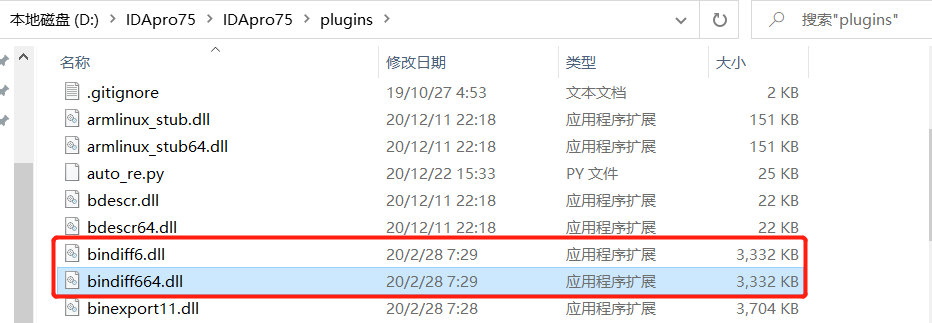 本地磁盘 (D:) > IDApro75 > IDApro75 > plugins > 搜索"plugins"
名称 修改日期 类型 大小
.gitignore 19/10/27 4:53 文本文档 2 KB
armlinux_stub.dll 20/12/11 22:18 应用程序扩展 151 KB
armlinux_stub64.dll 20/12/11 22:18 应用程序扩展 151 KB
auto_re.py 20/12/22 15:33 PY 文件 25 KB
bdescr.dll 20/12/11 22:18 应用程序扩展 22 KB
bdescr64.dll 20/12/11 22:18 应用程序扩展 22 KB
bindiff6.dll 20/2/28 7:29 应用程序扩展 3,332 KB
bindiff664.dll 20/2/28 7:29 应用程序扩展 3,332 KB
binexport11.dll 20/2/28 7:28 应用程序扩展 3,704 KB